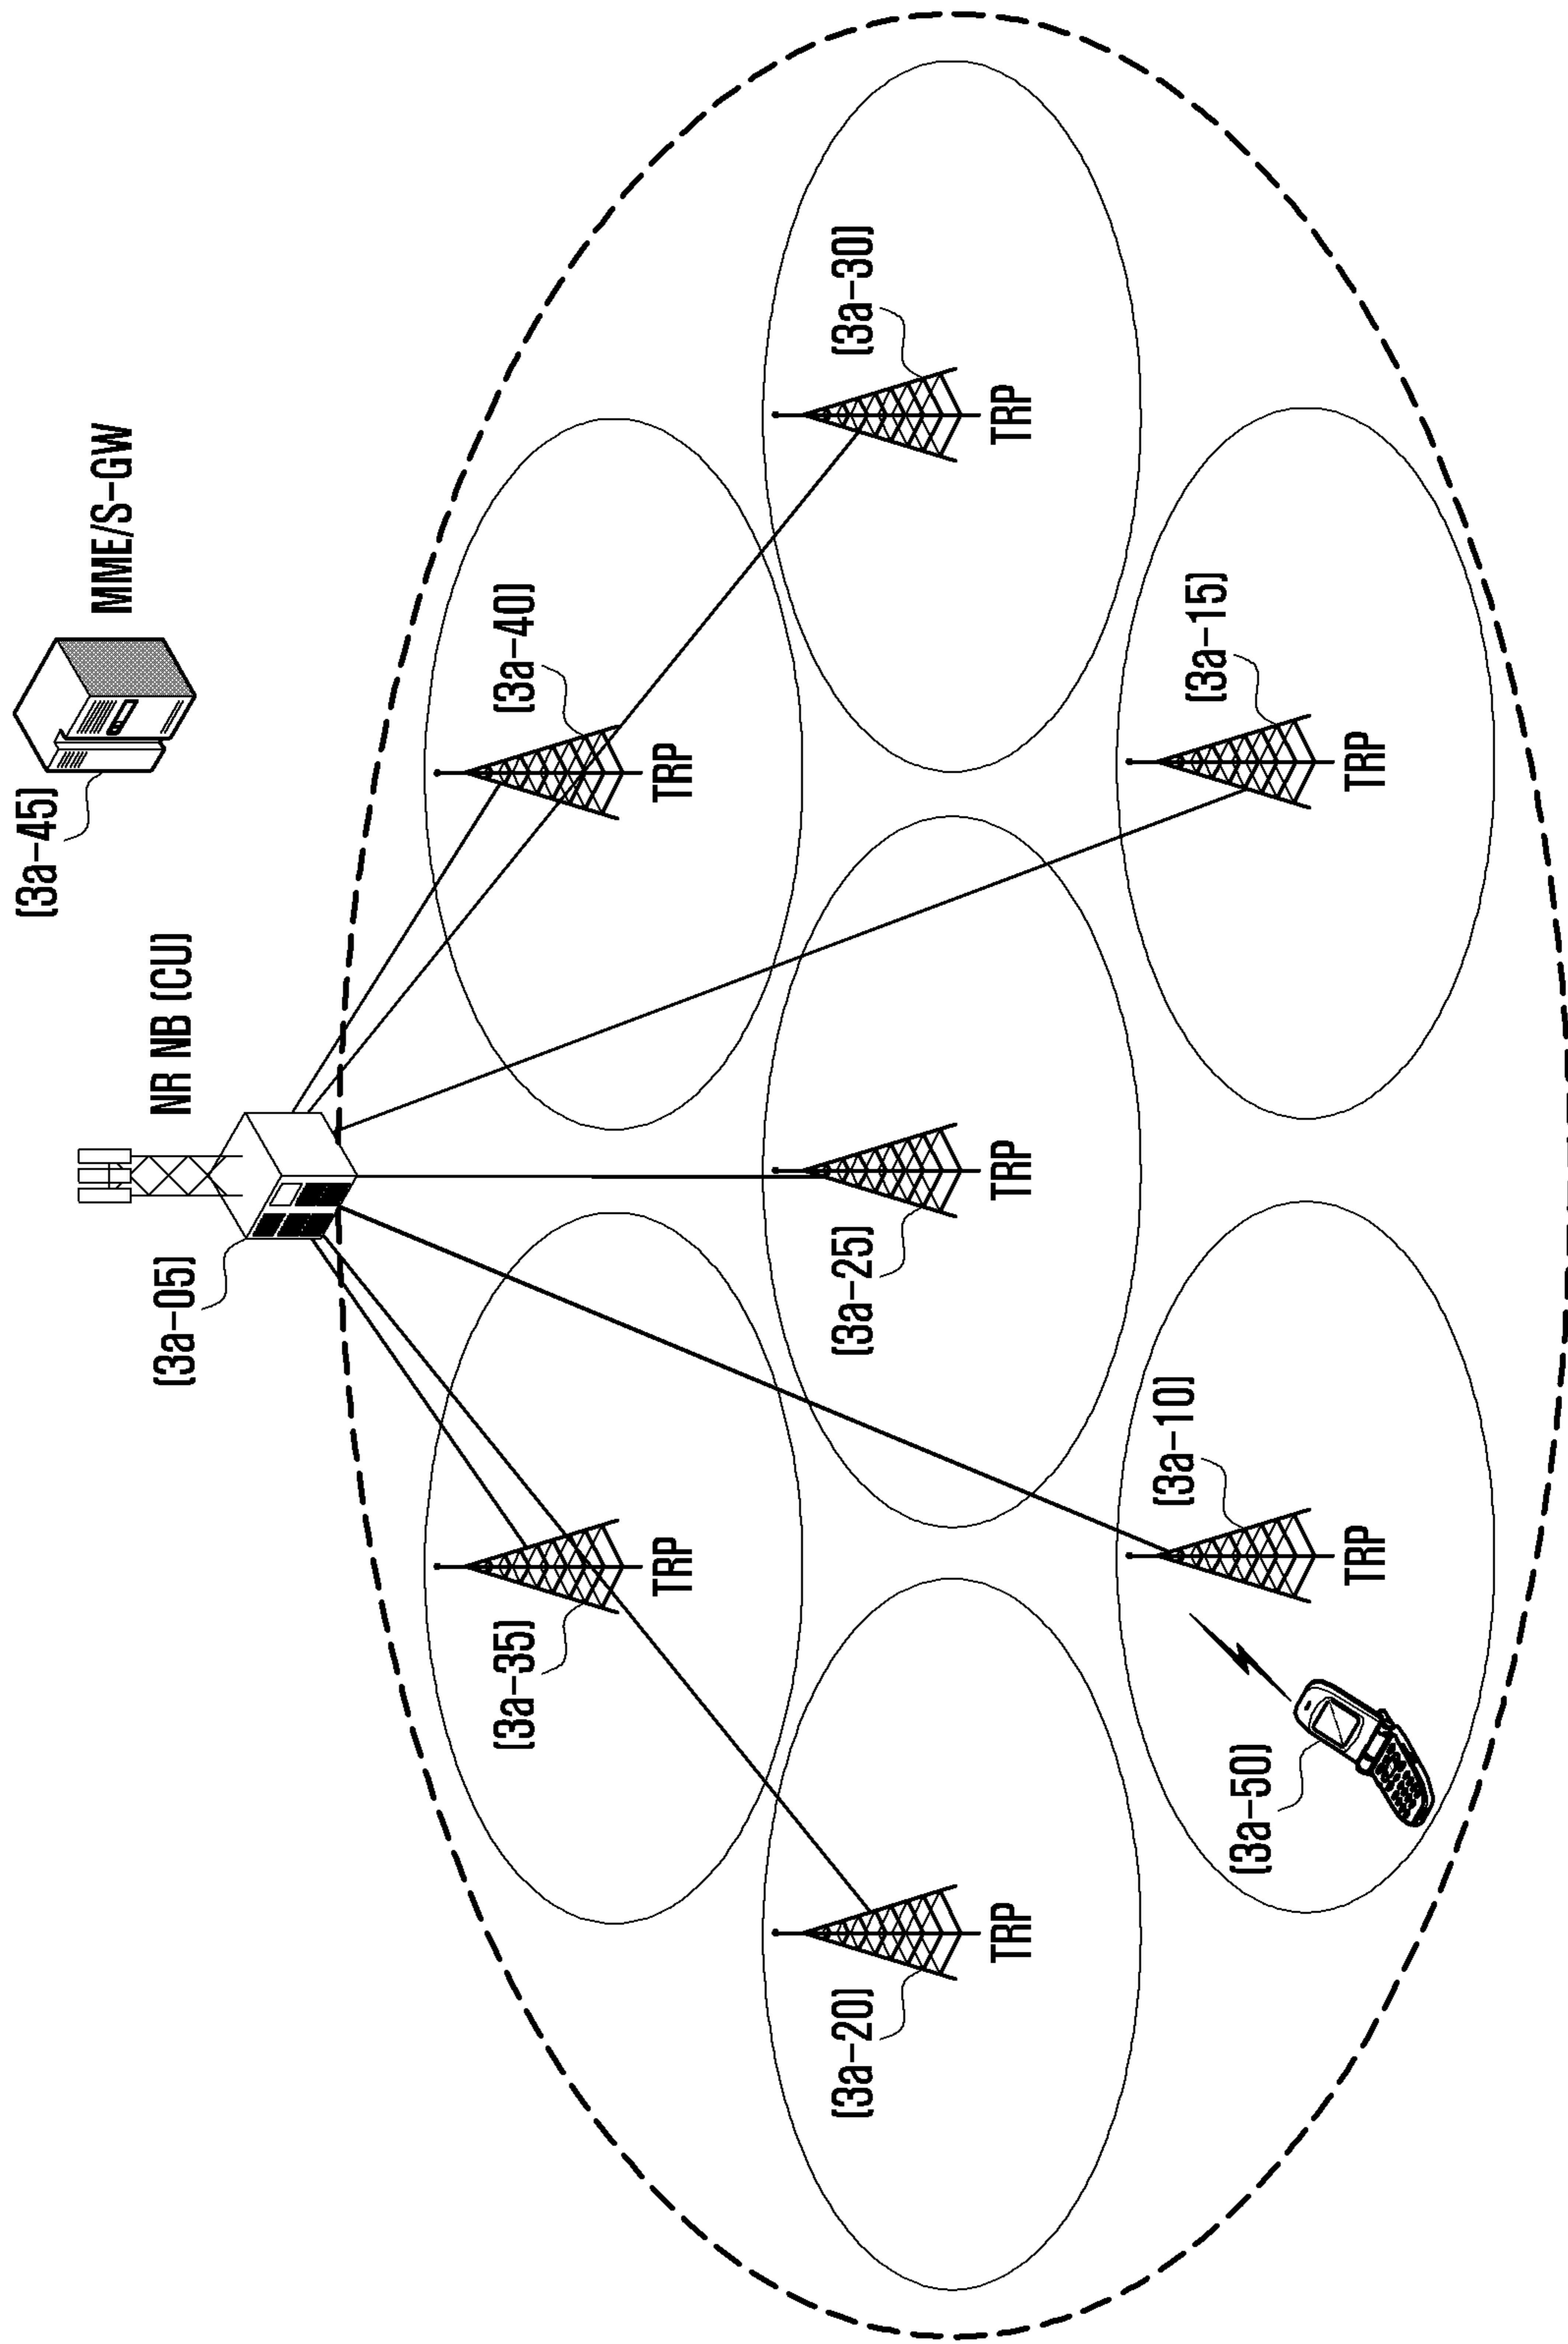 (3a-45)
MME/S-GW
NR NB (CU)
(3a-05)
(3a-35)
TRP
(3a-40)
TRP
(3a-20)
TRP
(3a-25)
TRP
(3a-30)
TRP
(3a-50)
(3a-10)
TRP
(3a-15)
TRP